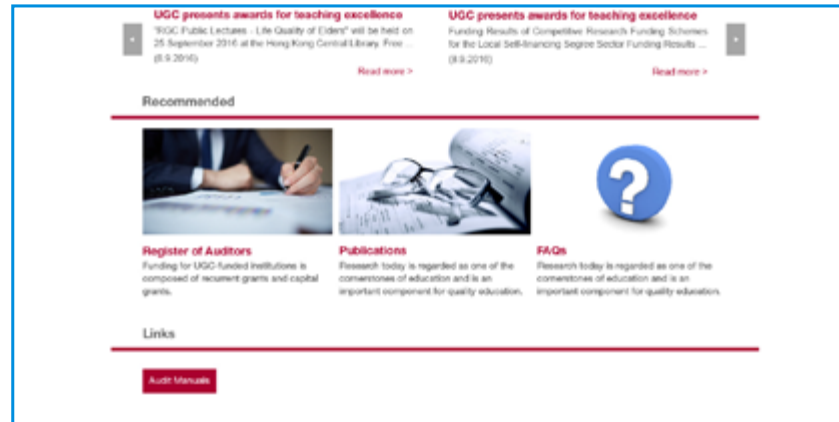 UGC presents awards for teaching excellence
"RGC Public Lectures - Life Quality of Elders" will be held on
25 September 2016 at the Hong Kong Central Library. Free ...
(8.9.2016)
Read more >
UGC presents awards for teaching excellence
Funding Results of Competitive Research Funding Schemes
for the Local Self-financing Segree Sector Funding Results ...
(8.9.2016)
Read more >
Recommended
Register of Auditors
Funding for UGC-funded institutions is
composed of recurrent grants and capital
grants.
Publications
Research today is regarded as one of the
cornerstones of education and is an
important component for quality education.
FAQs
Research today is regarded as one of the
cornerstones of education and is an
important component for quality education.
Links
Audit Manuals